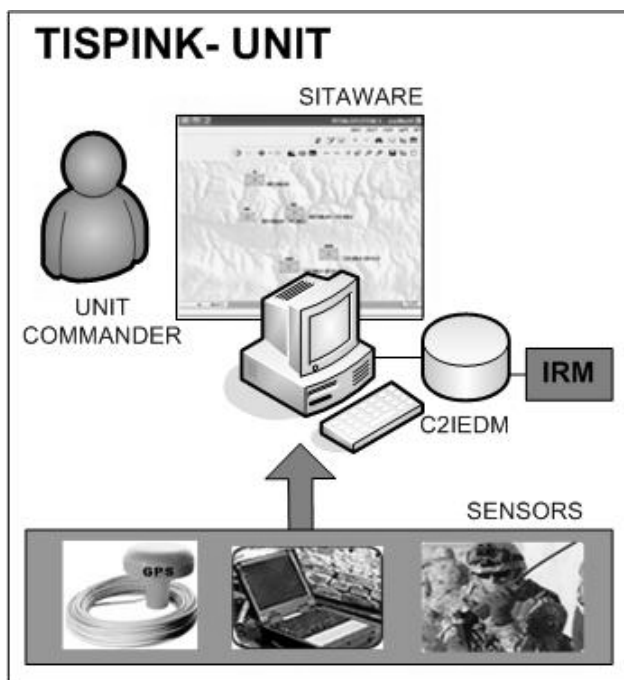 TISPINK- UNIT
SITAWARE
UNIT
COMMANDER
IRM
C2IEDM
SENSORS
GPS